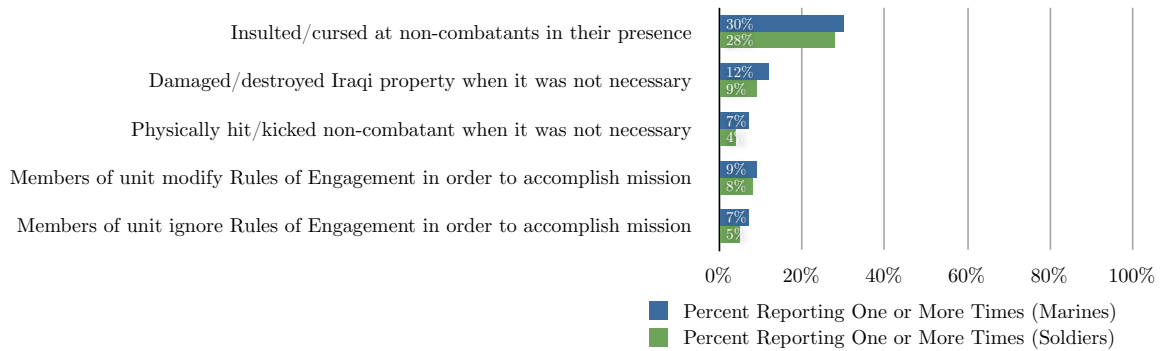 Insulted/cursed at non-combatants in their presence
30%
28%
Damaged/destroyed Iraqi property when it was not necessary
12%
9%
Physically hit/kicked non-combatant when it was not necessary
7%
4%
Members of unit modify Rules of Engagement in order to accomplish mission
9%
8%
Members of unit ignore Rules of Engagement in order to accomplish mission
7%
5%
0% 20% 40% 60% 80% 100%
Percent Reporting One or More Times (Marines)
Percent Reporting One or More Times (Soldiers)